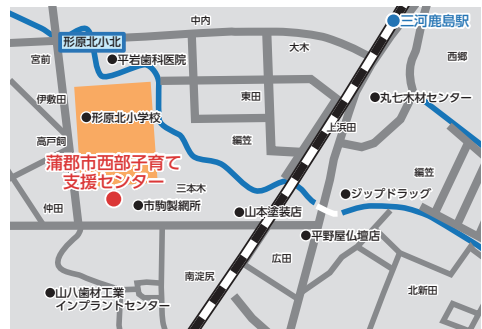 中内
三河鹿島駅
形原北小北
大木
宮前
平岩歯科医院
西郷
伊敷田
東田
丸七木材センター
形原北小学校
上浜田
高戸飼
編笠
蒲郡市西部子育て
支援センター
編笠
三本木
ジップドラッグ
仲田
市駒製網所
山本塗装店
平野屋仏壇店
広田
南淀尻
北新田
山八歯材工業
インプラントセンター